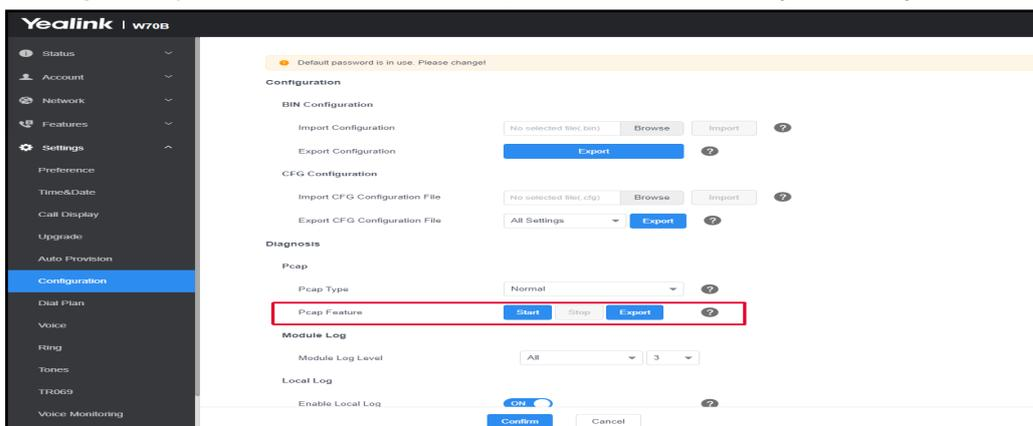 Yealink | W70B
Status
Account
Network
Features
Settings
Preference
Time&Date
Call Display
Upgrade
Auto Provision
Configuration
Dial Plan
Voice
Ring
Tones
TR069
Voice Monitoring
Default password is in use. Please change!
Configuration
BIN Configuration
Import Configuration No selected file(.bin) Browse Import ?
Export Configuration Export ?
CFG Configuration
Import CFG Configuration File No selected file(.cfg) Browse Import ?
Export CFG Configuration File All Settings Export ?
Diagnosis
Pcap
Pcap Type Normal ?
Pcap Feature Start Stop Export ?
Module Log
Module Log Level All 3
Local Log
Enable Local Log ON ?
Confirm Cancel